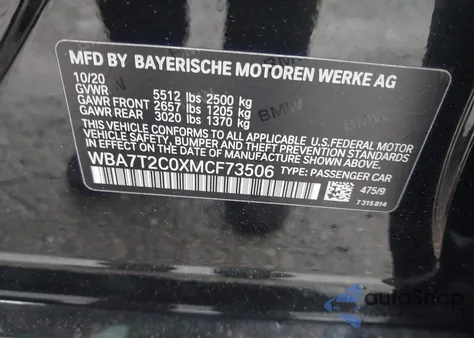 MFD BY BAYERISCHE MOTOREN WERKE AG
10/20
GVWR 5512 lbs 2500 kg
GAWR FRONT 2657 lbs 1205 kg
GAWR REAR 3020 lbs 1370 kg
THIS VEHICLE CONFORMS TO ALL APPLICABLE U.S.FEDERAL MOTOR
VEHICLE SAFETY, BUMPER, AND THEFT PREVENTION STANDARDS
IN EFFECT ON THE DATE OF MANUFACTURE SHOWN ABOVE.
WBA7T2C0XMCF73506 TYPE: PASSENGER CAR
475/9
7 315 814
BMW
BMW
autoSnap